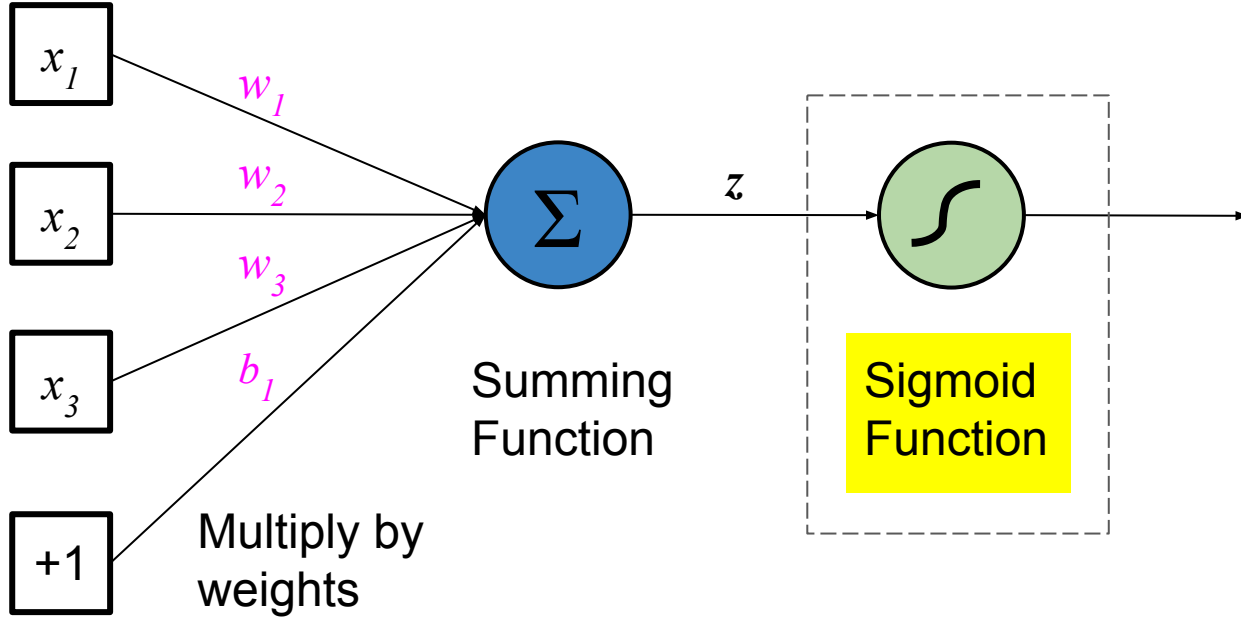 x₁
w₁
x₂
w₂
Σ
z
x₃
w₃
b₁
Summing
Function
Sigmoid
Function
+1
Multiply by
weights